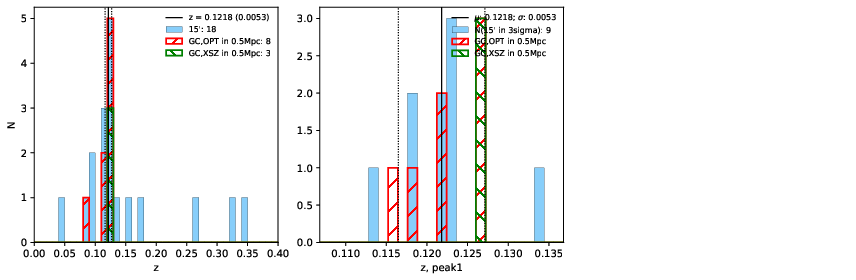 z = 0.1218 (0.0053)
15': 18
GC,OPT in 0.5Mpc: 8
GC,XSZ in 0.5Mpc: 3
N
5
4
3
2
1
0
0.00 0.05 0.10 0.15 0.20 0.25 0.30 0.35 0.40
z
: 0.1218; σ: 0.0053
N(15' in 3sigma): 9
GC,OPT in 0.5Mpc
GC,XSZ in 0.5Mpc
3.0
2.5
2.0
1.5
1.0
0.5
0.0
0.110 0.115 0.120 0.125 0.130 0.135
z, peak1